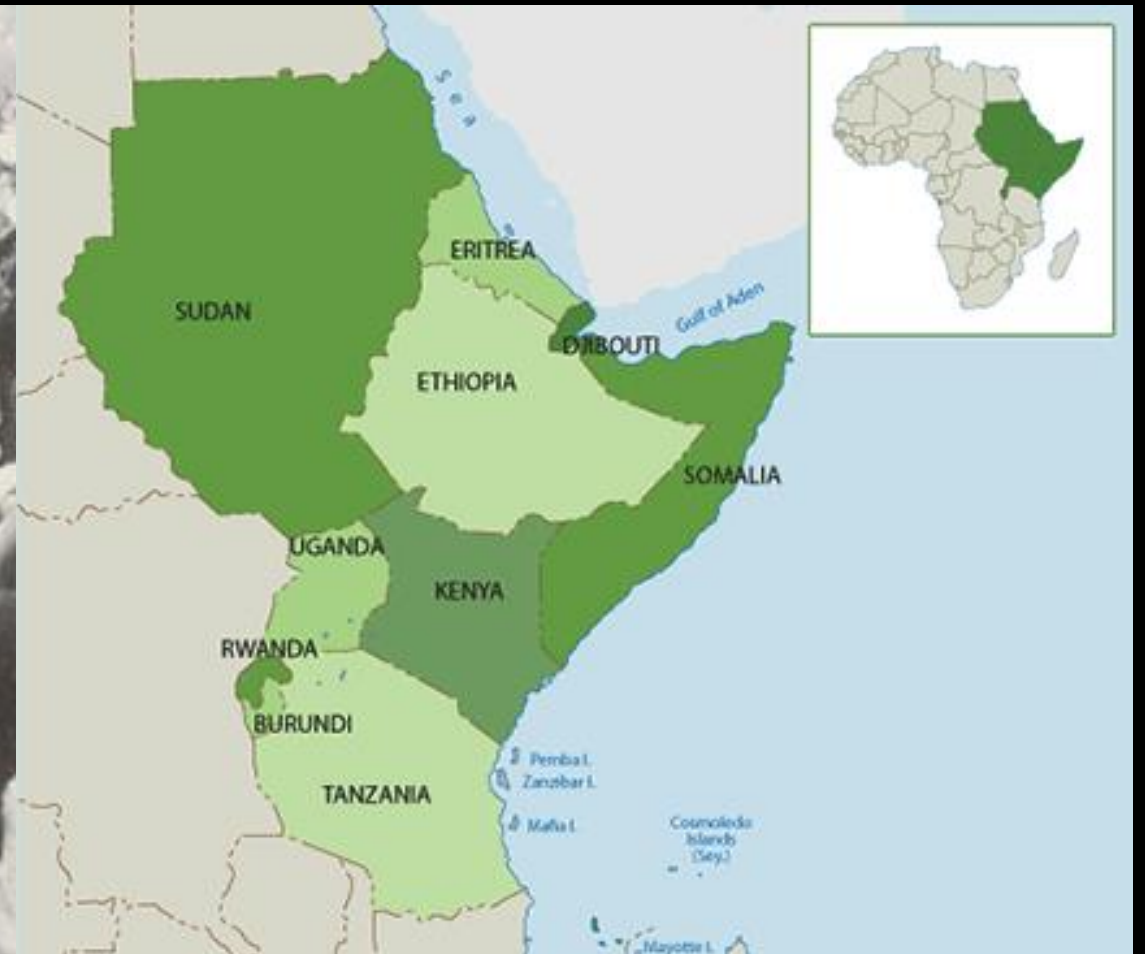 Sea
ERITREA
SUDAN
Gulf of Aden
DJIBOUTI
ETHIOPIA
SOMALIA
UGANDA
KENYA
RWANDA
BURUNDI
Pemba I.
Zanzibar I.
TANZANIA
Mafia I.
Cosmoledo
Islands
(Sey.)
Mayotte I.